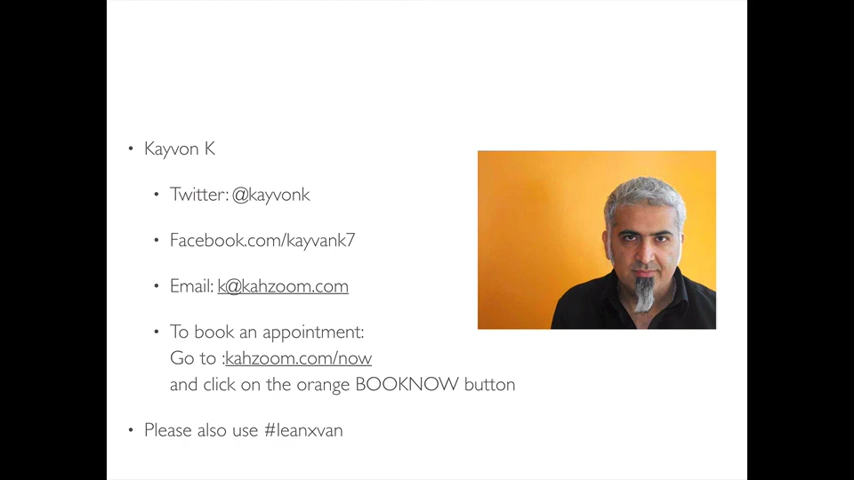 Kayvon K
Twitter: @kayvonk
Facebook.com/kayvank7
Email: k@kahzoom.com
To book an appointment:
Go to :kahzoom.com/now
and click on the orange BOOKNOW button
Please also use #leanxvan